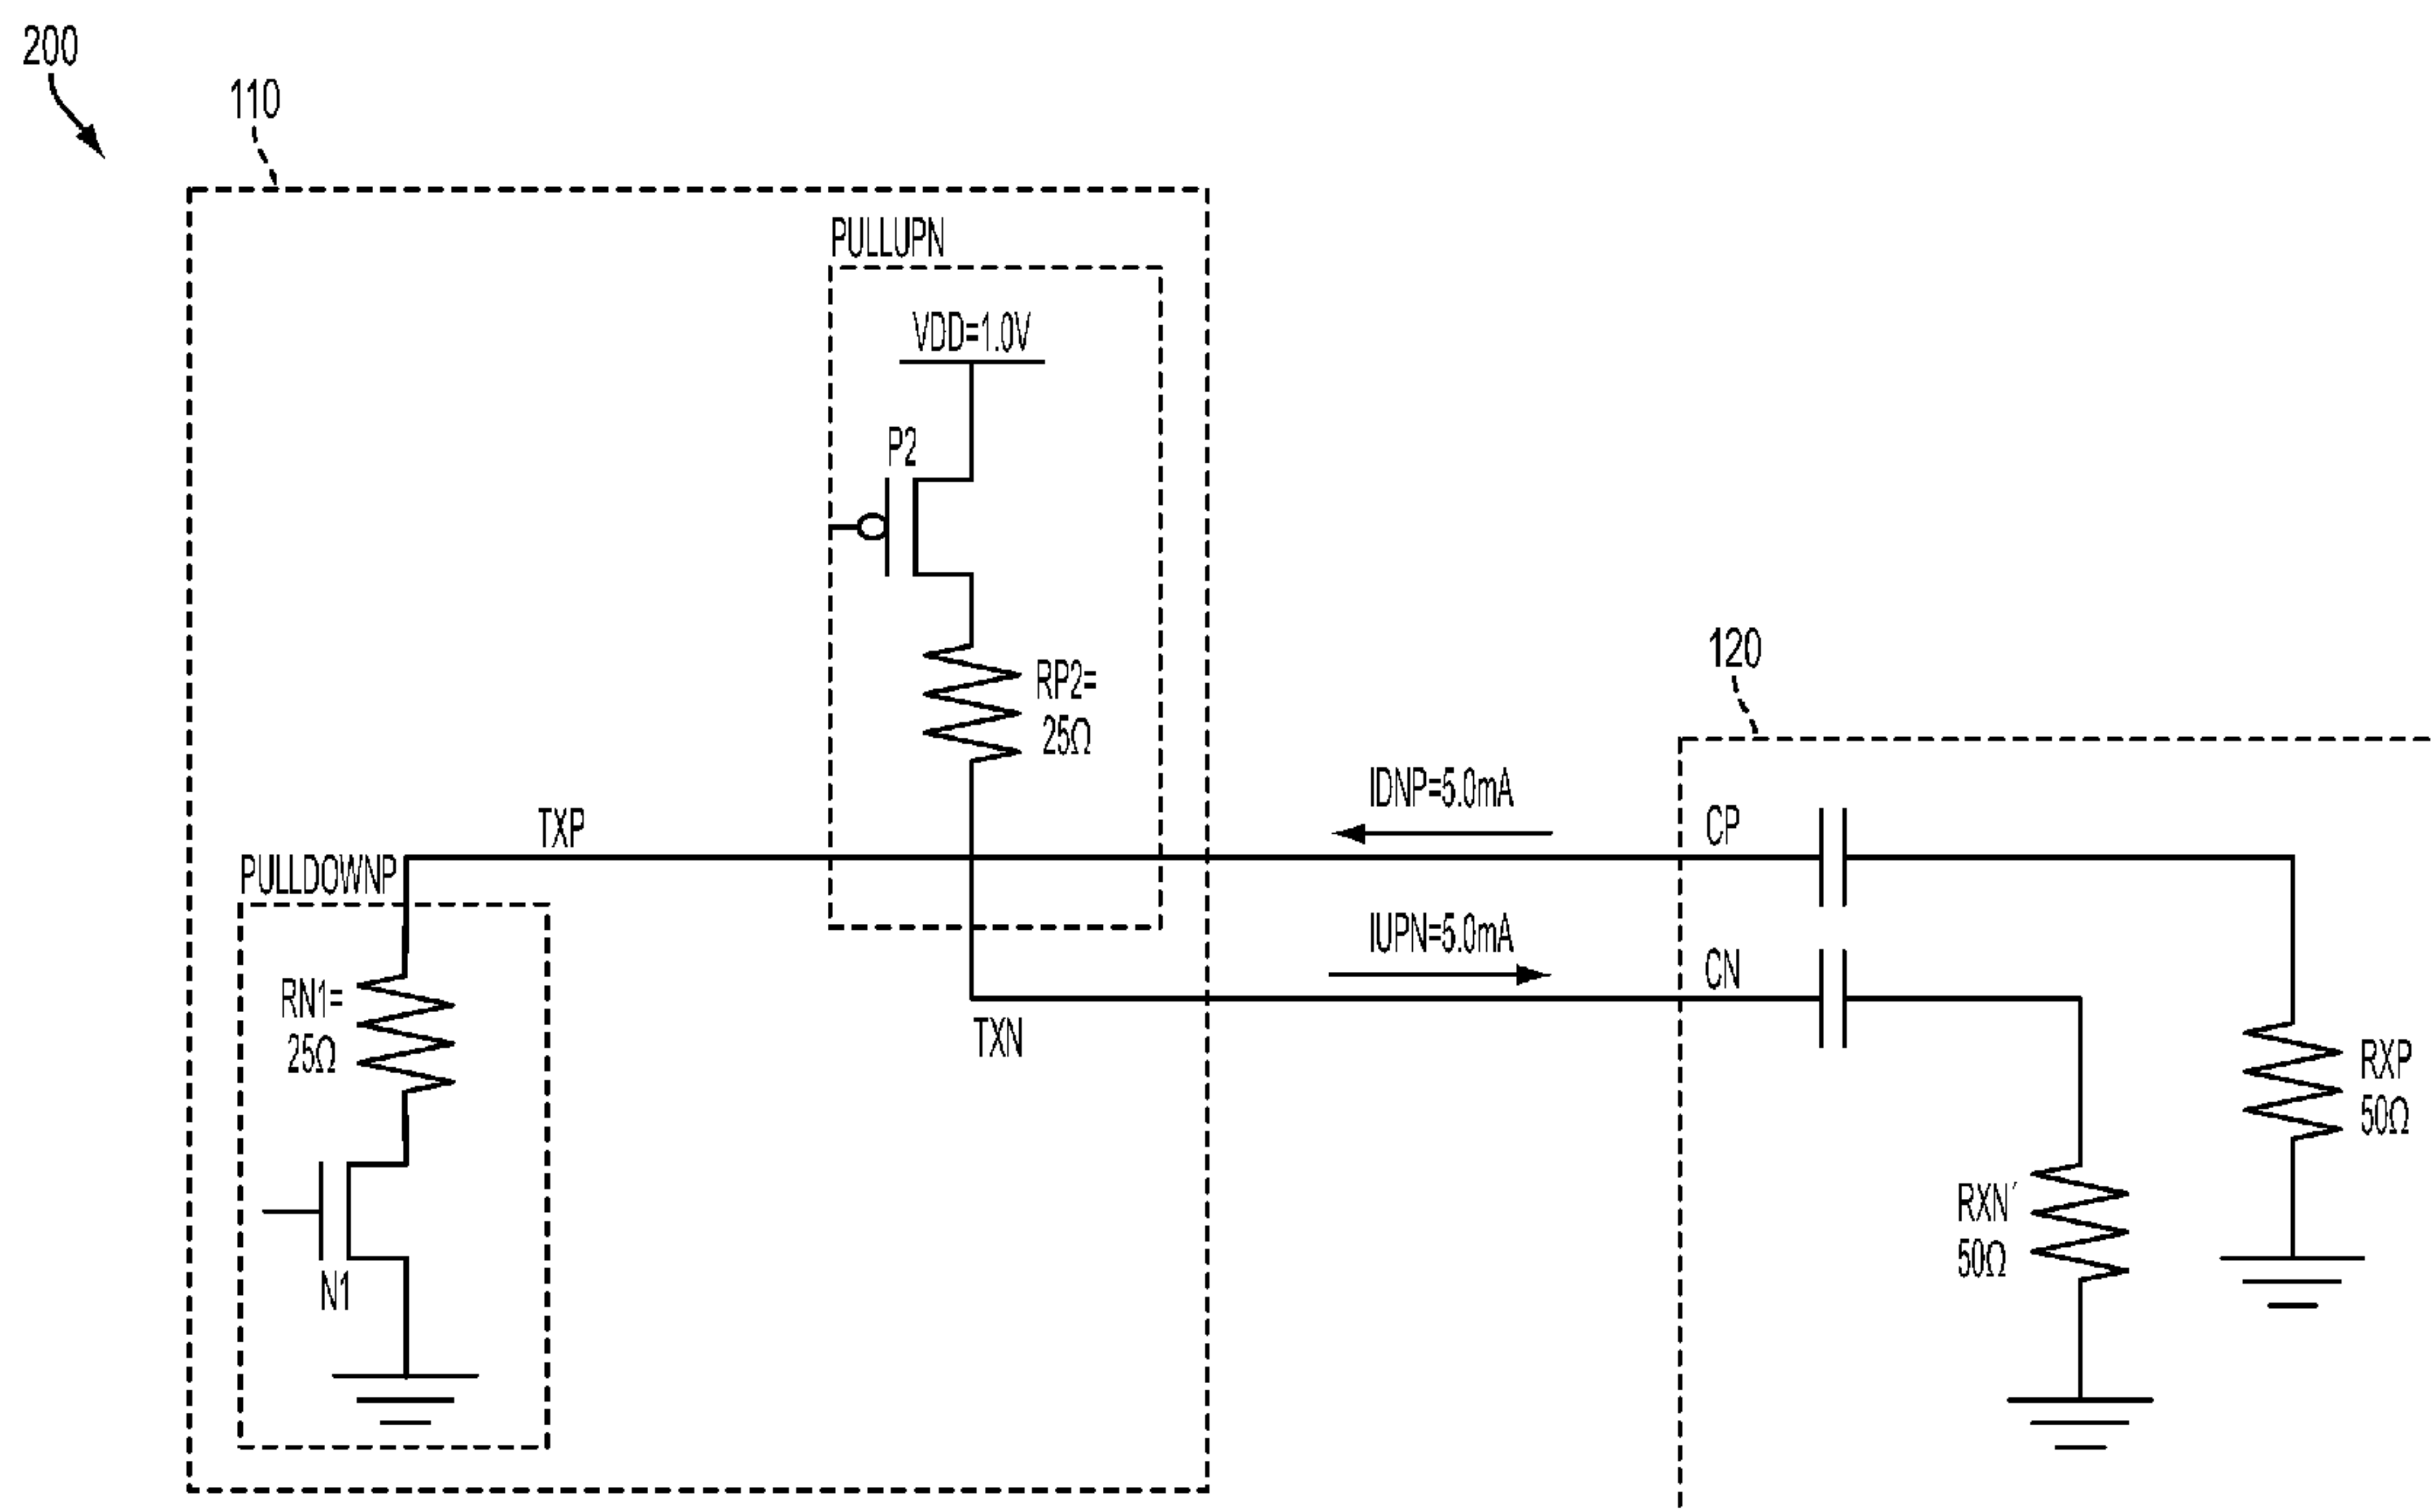 200
110
PULLUPN
VDD=1.0V
P2
RP2=
25Ω
120
IDNP=5.0mA
CP
TXP
PULLDOWNP
IUPN=5.0mA
CN
RN1=
25Ω
TXN
RXP
50Ω
RXN′
50Ω
N1